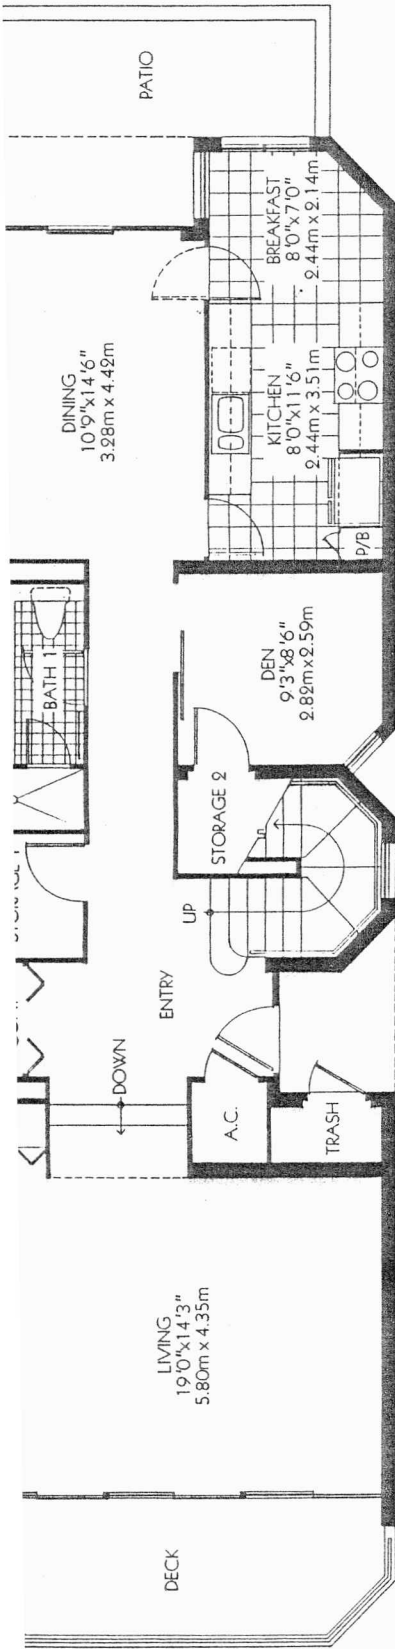 PATIO
BREAKFAST
8'0"x7'0"
2.44m x 2.14m
DINING
10'9"x14'6"
3.28m x 4.42m
KITCHEN
8'0"x11'6"
2.44m x 3.51m
P/B
BATH 1
DEN
9'3"x8'6"
2.82m x 2.59m
STORAGE 2
UP
ENTRY
DOWN
A.C.
TRASH
LIVING
19'0"x14'3"
5.80m x 4.35m
DECK